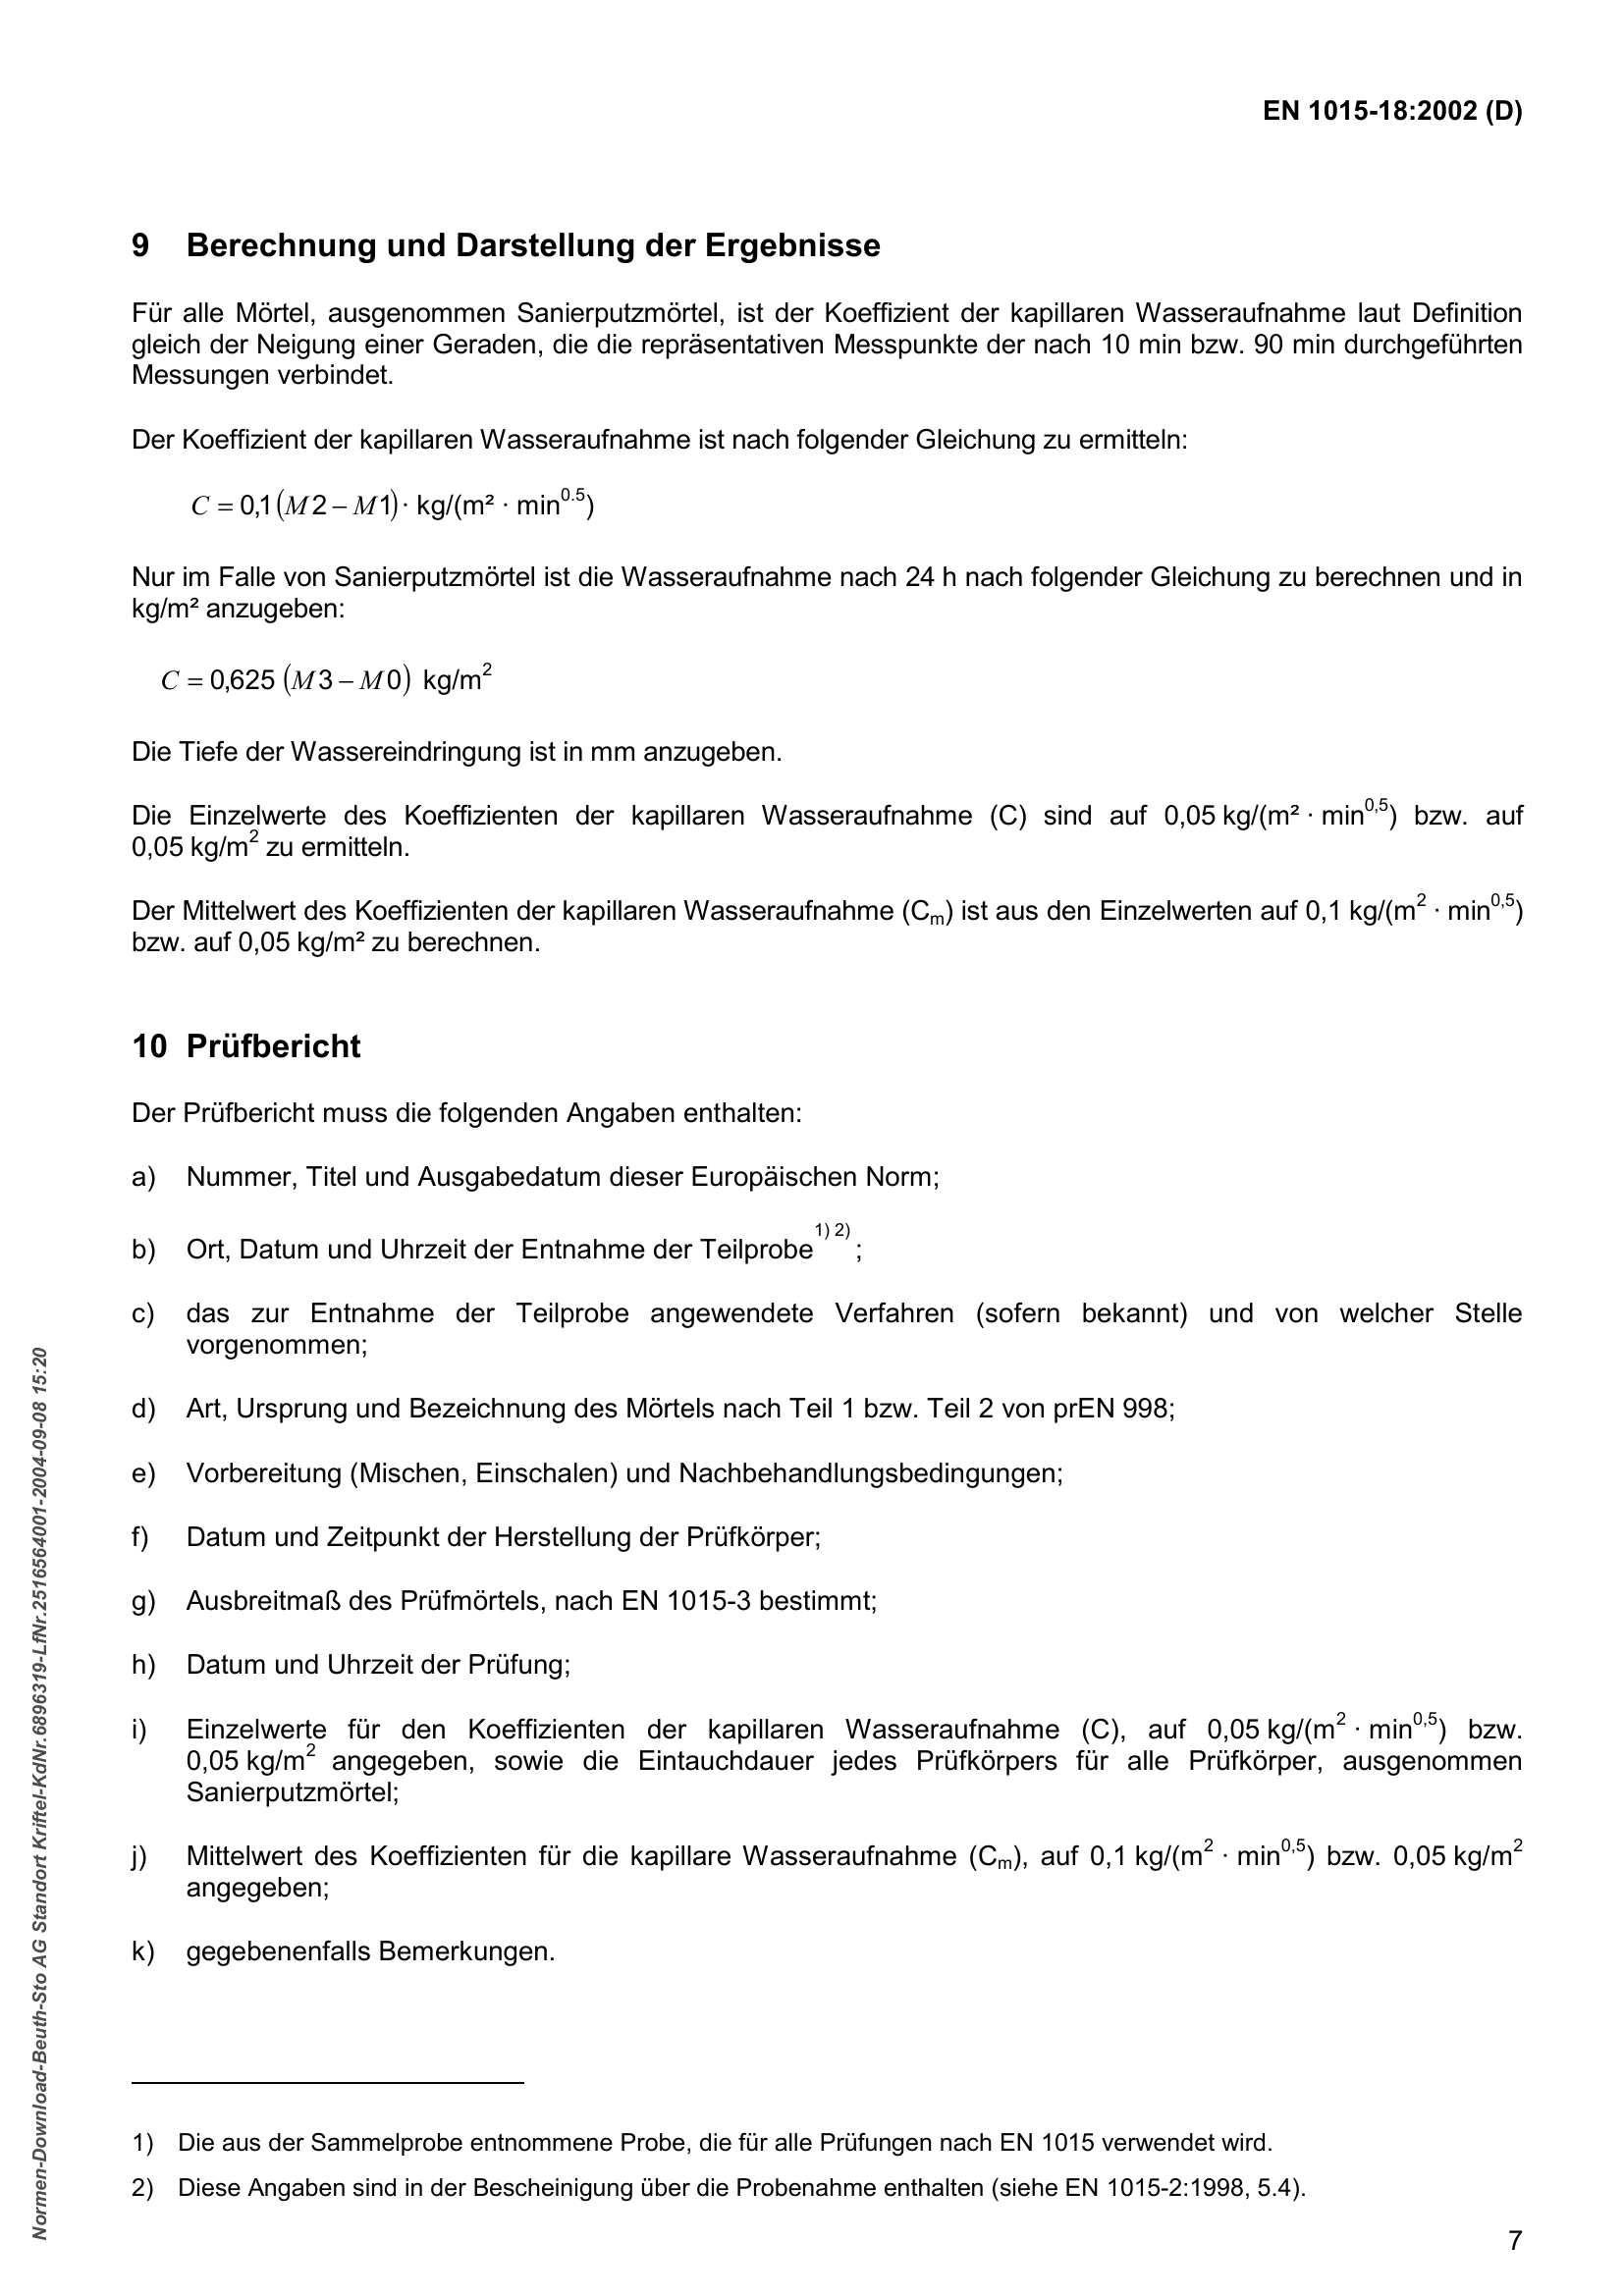 EN 1015-18:2002 (D)
9 Berechnung und Darstellung der Ergebnisse
Für alle Mörtel, ausgenommen Sanierputzmörtel, ist der Koeffizient der kapillaren Wasseraufnahme laut Definition
gleich der Neigung einer Geraden, die die repräsentativen Messpunkte der nach 10 min bzw. 90 min durchgeführten
Messungen verbindet.
Der Koeffizient der kapillaren Wasseraufnahme ist nach folgender Gleichung zu ermitteln:
C = 0,1 (M2 – M1) · kg/(m² · min^0.5)
Nur im Falle von Sanierputzmörtel ist die Wasseraufnahme nach 24 h nach folgender Gleichung zu berechnen und in
kg/m² anzugeben:
C = 0,625 (M3 – M0) kg/m²
Die Tiefe der Wassereindringung ist in mm anzugeben.
Die Einzelwerte des Koeffizienten der kapillaren Wasseraufnahme (C) sind auf 0,05 kg/(m² · min^0,5) bzw. auf
0,05 kg/m² zu ermitteln.
Der Mittelwert des Koeffizienten der kapillaren Wasseraufnahme (Cm) ist aus den Einzelwerten auf 0,1 kg/(m² · min^0,5)
bzw. auf 0,05 kg/m² zu berechnen.
10 Prüfbericht
Der Prüfbericht muss die folgenden Angaben enthalten:
a) Nummer, Titel und Ausgabedatum dieser Europäischen Norm;
b) Ort, Datum und Uhrzeit der Entnahme der Teilprobe 1) 2) ;
c) das zur Entnahme der Teilprobe angewendete Verfahren (sofern bekannt) und von welcher Stelle
vorgenommen;
d) Art, Ursprung und Bezeichnung des Mörtels nach Teil 1 bzw. Teil 2 von prEN 998;
e) Vorbereitung (Mischen, Einschalen) und Nachbehandlungsbedingungen;
f) Datum und Zeitpunkt der Herstellung der Prüfkörper;
g) Ausbreitmaß des Prüfmörtels, nach EN 1015-3 bestimmt;
h) Datum und Uhrzeit der Prüfung;
i) Einzelwerte für den Koeffizienten der kapillaren Wasseraufnahme (C), auf 0,05 kg/(m² · min^0,5) bzw.
0,05 kg/m² angegeben, sowie die Eintauchdauer jedes Prüfkörpers für alle Prüfkörper, ausgenommen
Sanierputzmörtel;
j) Mittelwert des Koeffizienten für die kapillare Wasseraufnahme (Cm), auf 0,1 kg/(m² · min^0,5) bzw. 0,05 kg/m²
angegeben;
k) gegebenenfalls Bemerkungen.
1) Die aus der Sammelprobe entnommene Probe, die für alle Prüfungen nach EN 1015 verwendet wird.
2) Diese Angaben sind in der Bescheinigung über die Probenahme enthalten (siehe EN 1015-2:1998, 5.4).
7
Normen-Download-Beuth-Sto AG Standort Kriftel-KdNr.6896319-LfNr.2516564001-2004-09-08 15:20